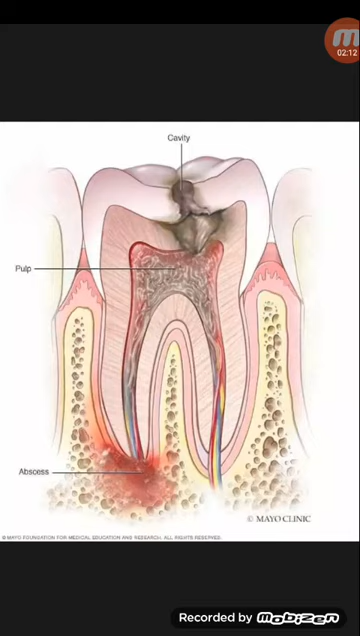 02:12
Cavity
Pulp
Abscess
© MAYO CLINIC
© MAYO FOUNDATION FOR MEDICAL EDUCATION AND RESEARCH. ALL RIGHTS RESERVED.
Recorded by Mobizen